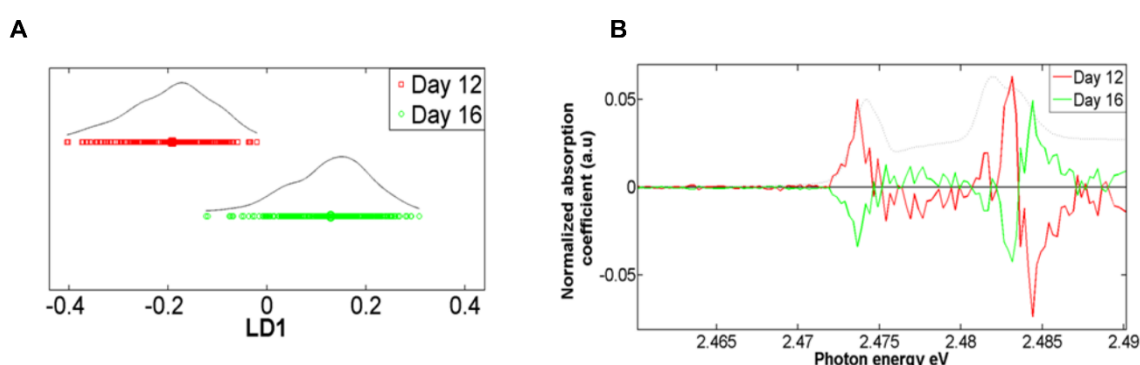 A
B
Day 12
Day 16
-0.4
-0.2
0
0.2
0.4
LD1
Day 12
Day 16
0.05
0
-0.05
Normalized absorption
coefficient (a.u)
2.465
2.47
2.475
2.48
2.485
2.49
Photon energy eV